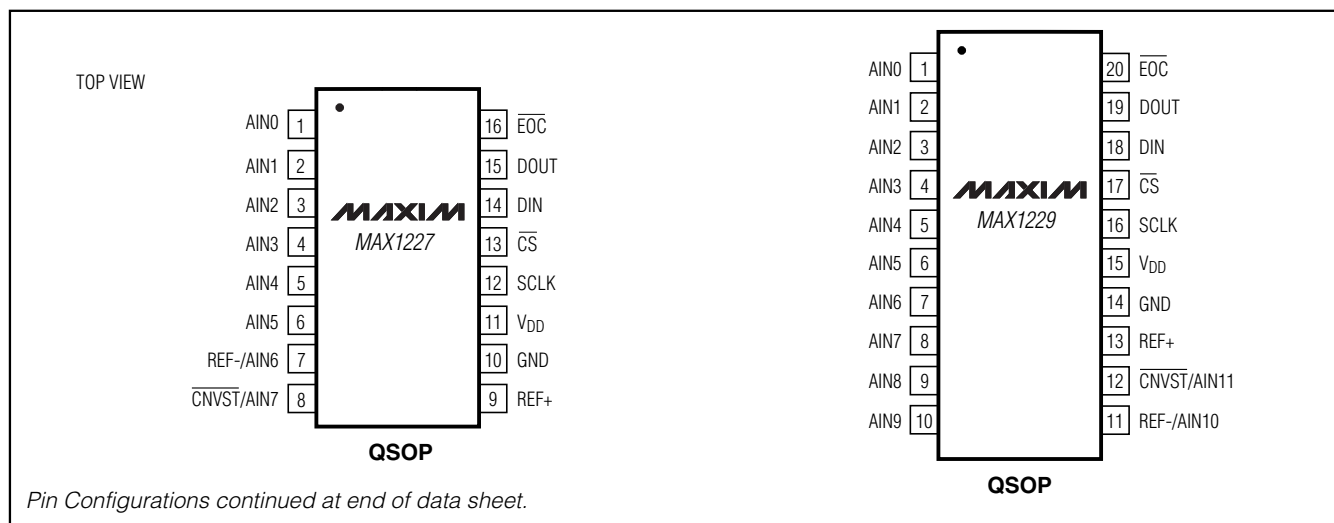 TOP VIEW
AIN0 1
AIN1 2
AIN2 3
AIN3 4
AIN4 5
AIN5 6
REF-/AIN6 7
CNVST/AIN7 8
MAXIM
MAX1227
16 EOC
15 DOUT
14 DIN
13 CS
12 SCLK
11 VDD
10 GND
9 REF+
QSOP
AIN0 1
AIN1 2
AIN2 3
AIN3 4
AIN4 5
AIN5 6
AIN6 7
AIN7 8
AIN8 9
AIN9 10
MAXIM
MAX1229
20 EOC
19 DOUT
18 DIN
17 CS
16 SCLK
15 VDD
14 GND
13 REF+
12 CNVST/AIN11
11 REF-/AIN10
QSOP
Pin Configurations continued at end of data sheet.